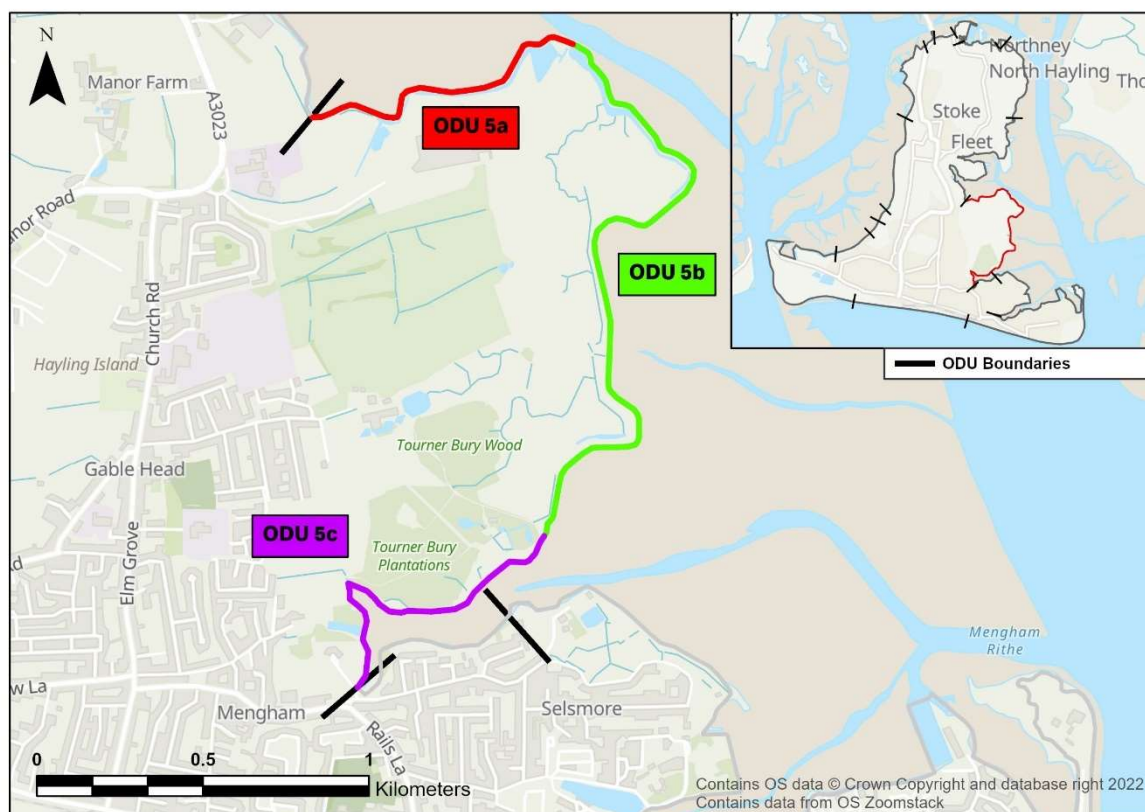 N
Manor Farm
A3023
ODU 5a
Manor Road
Church Rd
ODU 5b
Hayling Island
Tourner Bury Wood
Gable Head
Elm Grove
ODU 5c
Tourner Bury
Plantations
Mengham
Rithe
w La
Mengham
Selsmore
Rails La
0 0.5 1
Kilometers
Northney
North Hayling
Tho
Stoke
Fleet
ODU Boundaries
Contains OS data © Crown Copyright and database right 2022
Contains data from OS Zoomstack